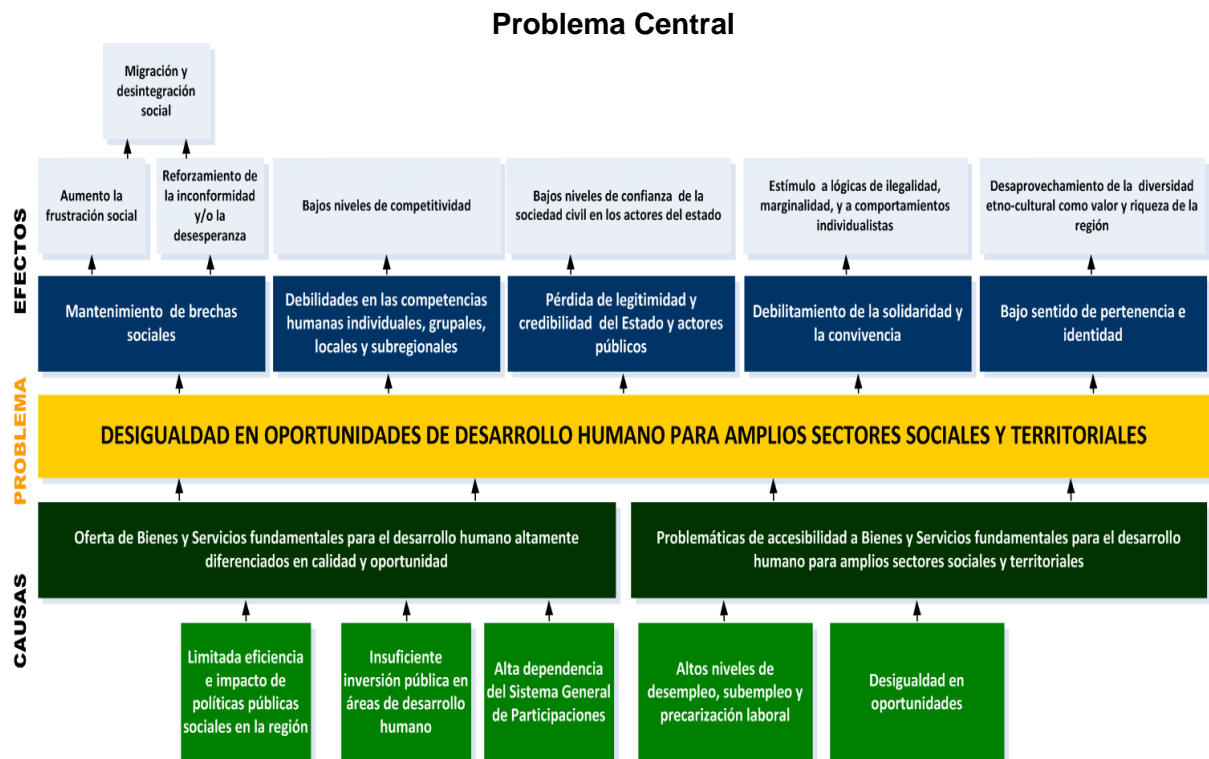 Problema Central
Migración y
desintegración
social
EFECTOS
Aumento la
frustración social
Reforzamiento de
la inconformidad
y/o la
desesperanza
Bajos niveles de competitividad
Bajos niveles de confianza de la
sociedad civil en los actores del estado
Estímulo a lógicas de ilegalidad,
marginalidad, y a comportamientos
individualistas
Desaprovechamiento de la diversidad
etno-cultural como valor y riqueza de la
región
Mantenimiento de brechas
sociales
Debilidades en las competencias
humanas individuales, grupales,
locales y subregionales
Pérdida de legitimidad y
credibilidad del Estado y actores
públicos
Debilitamiento de la solidaridad y
la convivencia
Bajo sentido de pertenencia e
identidad
PROBLEMA
DESIGUALDAD EN OPORTUNIDADES DE DESARROLLO HUMANO PARA AMPLIOS SECTORES SOCIALES Y TERRITORIALES
CAUSAS
Oferta de Bienes y Servicios fundamentales para el desarrollo humano altamente
diferenciados en calidad y oportunidad
Problemáticas de accesibilidad a Bienes y Servicios fundamentales para el desarrollo
humano para amplios sectores sociales y territoriales
Limitada eficiencia
e impacto de
políticas públicas
sociales en la región
Insuficiente
inversión pública en
áreas de desarrollo
humano
Alta dependencia
del Sistema General
de Participaciones
Altos niveles de
desempleo, subempleo y
precarización laboral
Desigualdad en
oportunidades